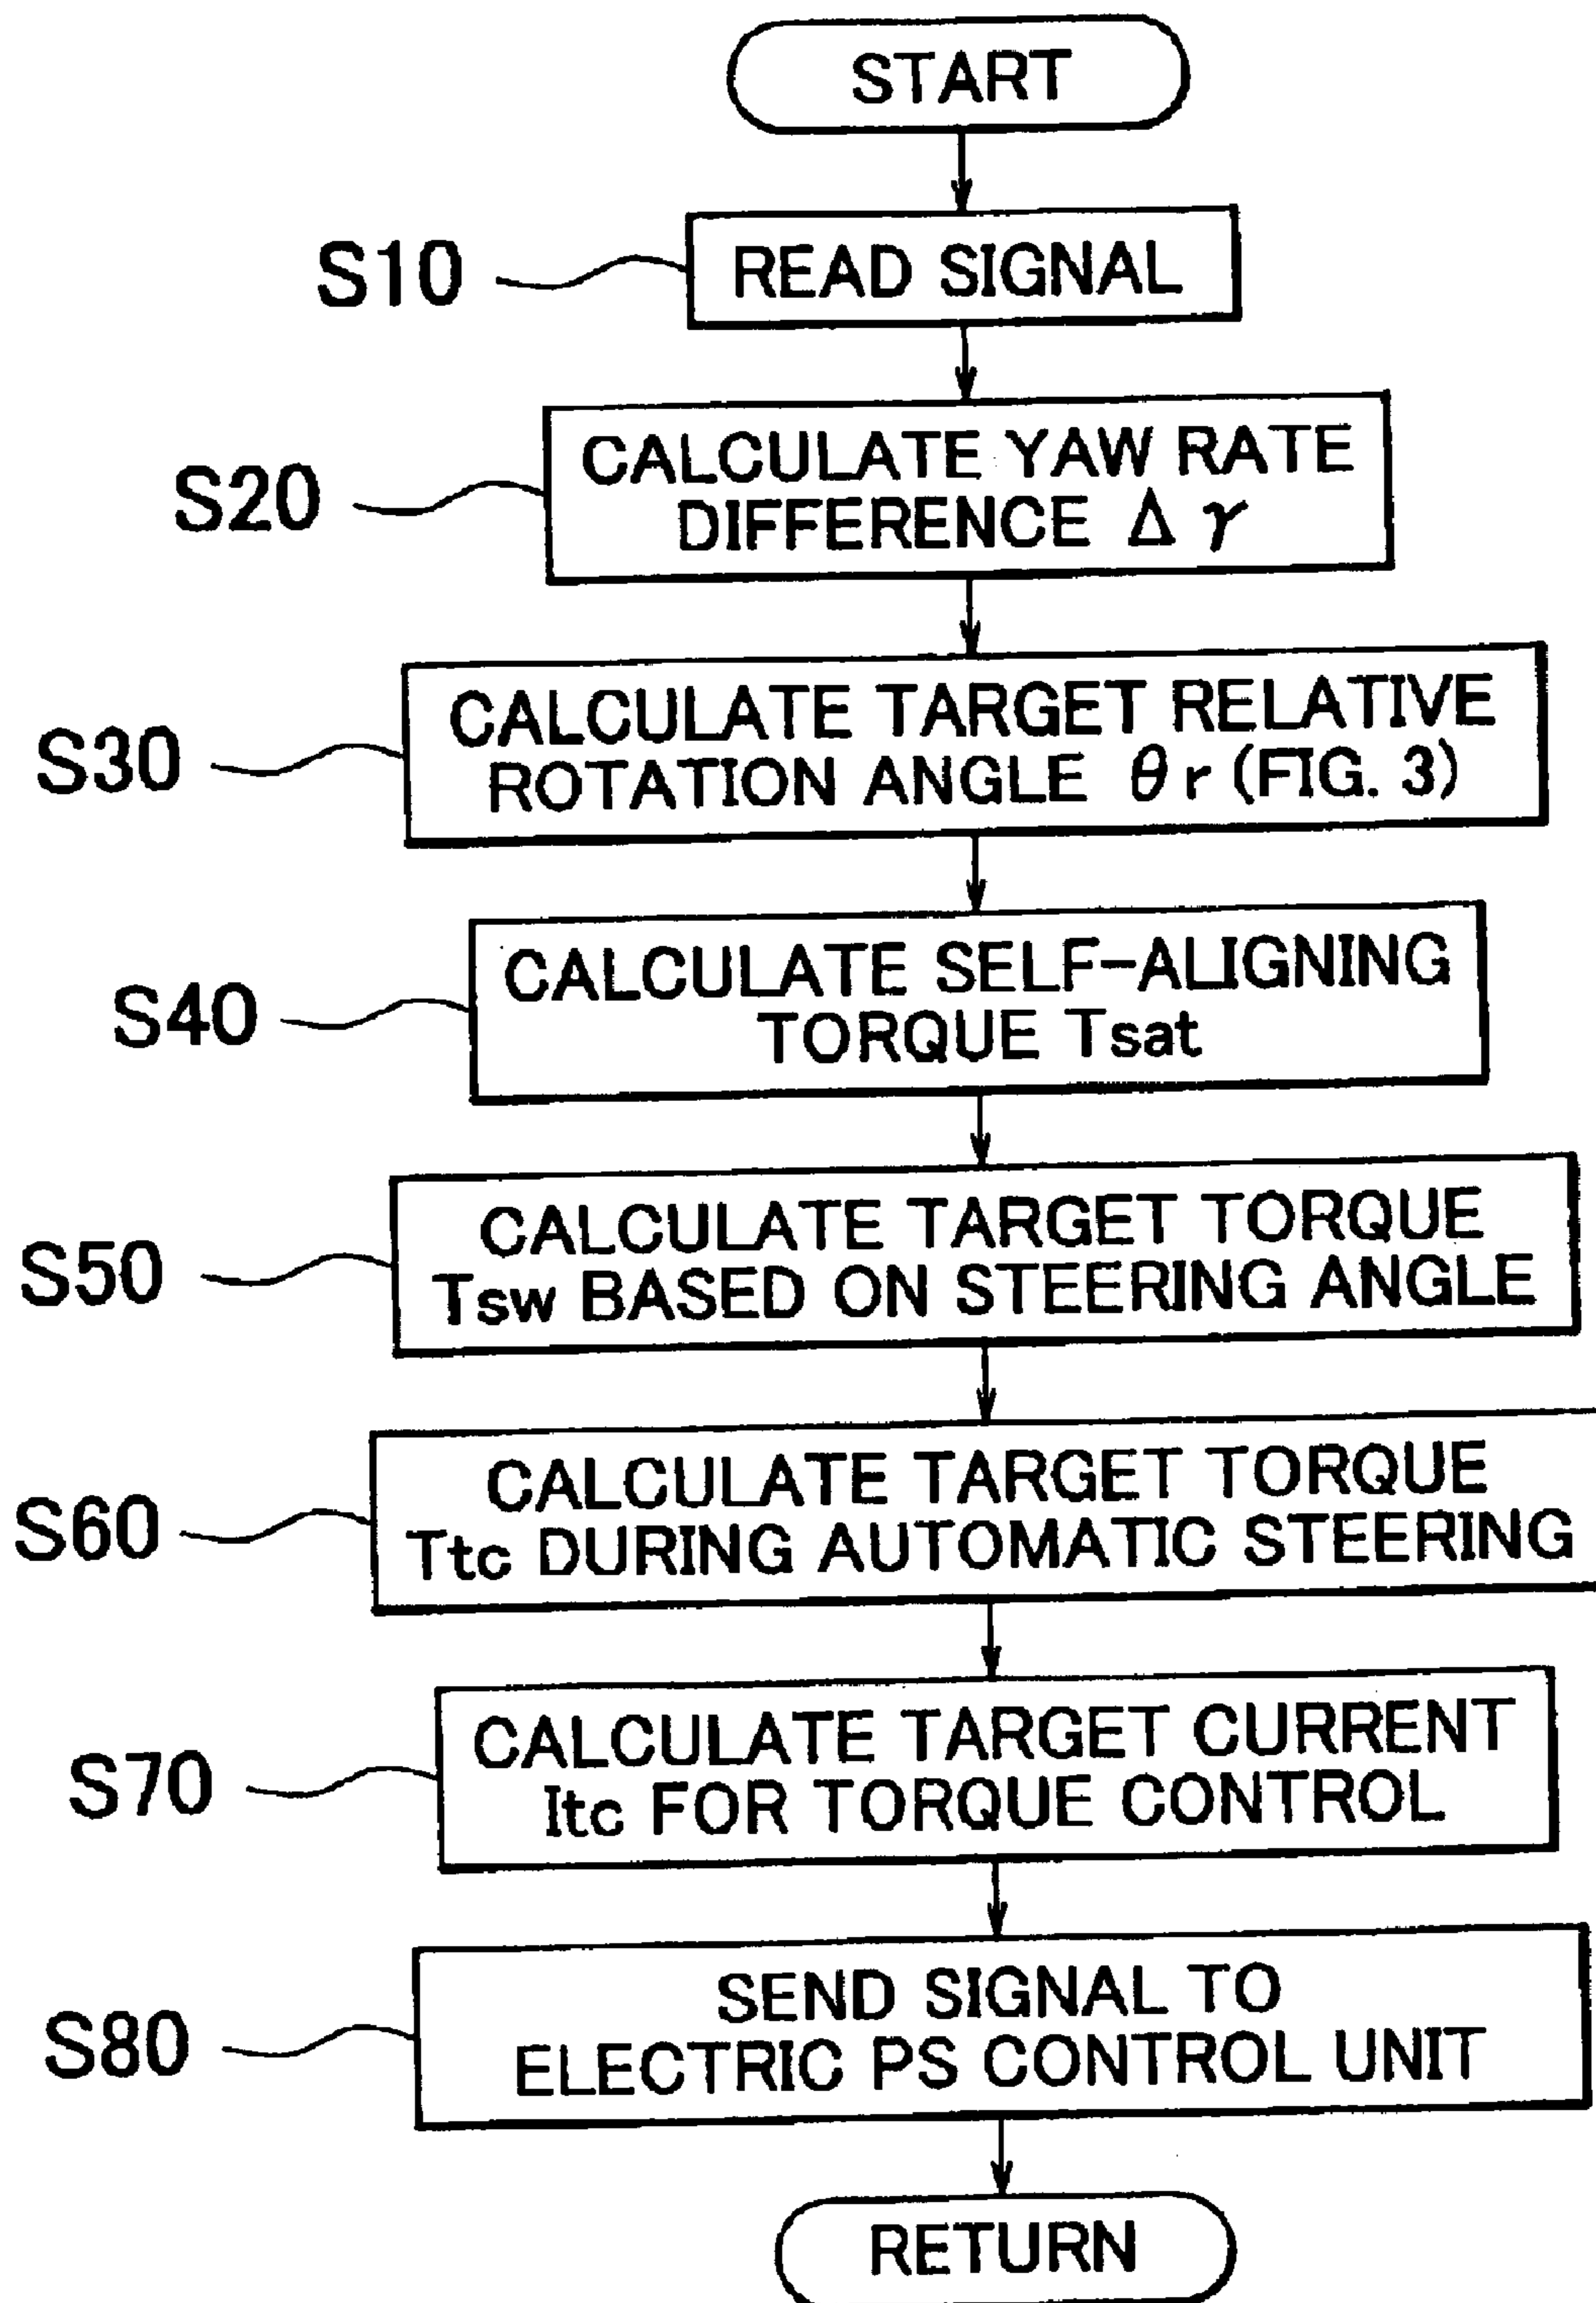 START
S10
READ SIGNAL
S20
CALCULATE YAW RATE
DIFFERENCE Δγ
S30
CALCULATE TARGET RELATIVE
ROTATION ANGLE θr (FIG. 3)
S40
CALCULATE SELF-ALIGNING
TORQUE Tsat
S50
CALCULATE TARGET TORQUE
Tsw BASED ON STEERING ANGLE
S60
CALCULATE TARGET TORQUE
Ttc DURING AUTOMATIC STEERING
S70
CALCULATE TARGET CURRENT
Itc FOR TORQUE CONTROL
S80
SEND SIGNAL TO
ELECTRIC PS CONTROL UNIT
RETURN